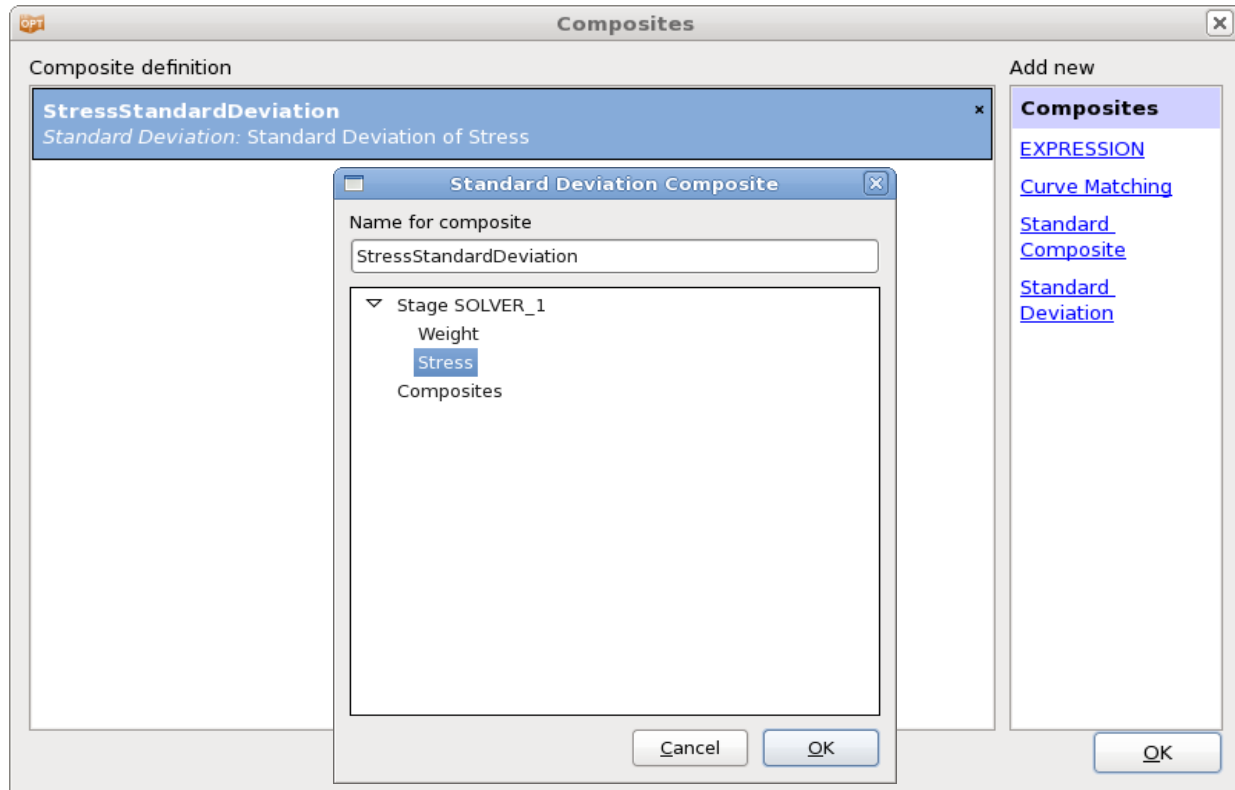 OPT
Composites
Composite definition
StressStandardDeviation
Standard Deviation: Standard Deviation of Stress
Add new
Composites
EXPRESSION
Curve Matching
Standard
Composite
Standard
Deviation
OK
Standard Deviation Composite
Name for composite
StressStandardDeviation
Stage SOLVER_1
Weight
Stress
Composites
Cancel
OK